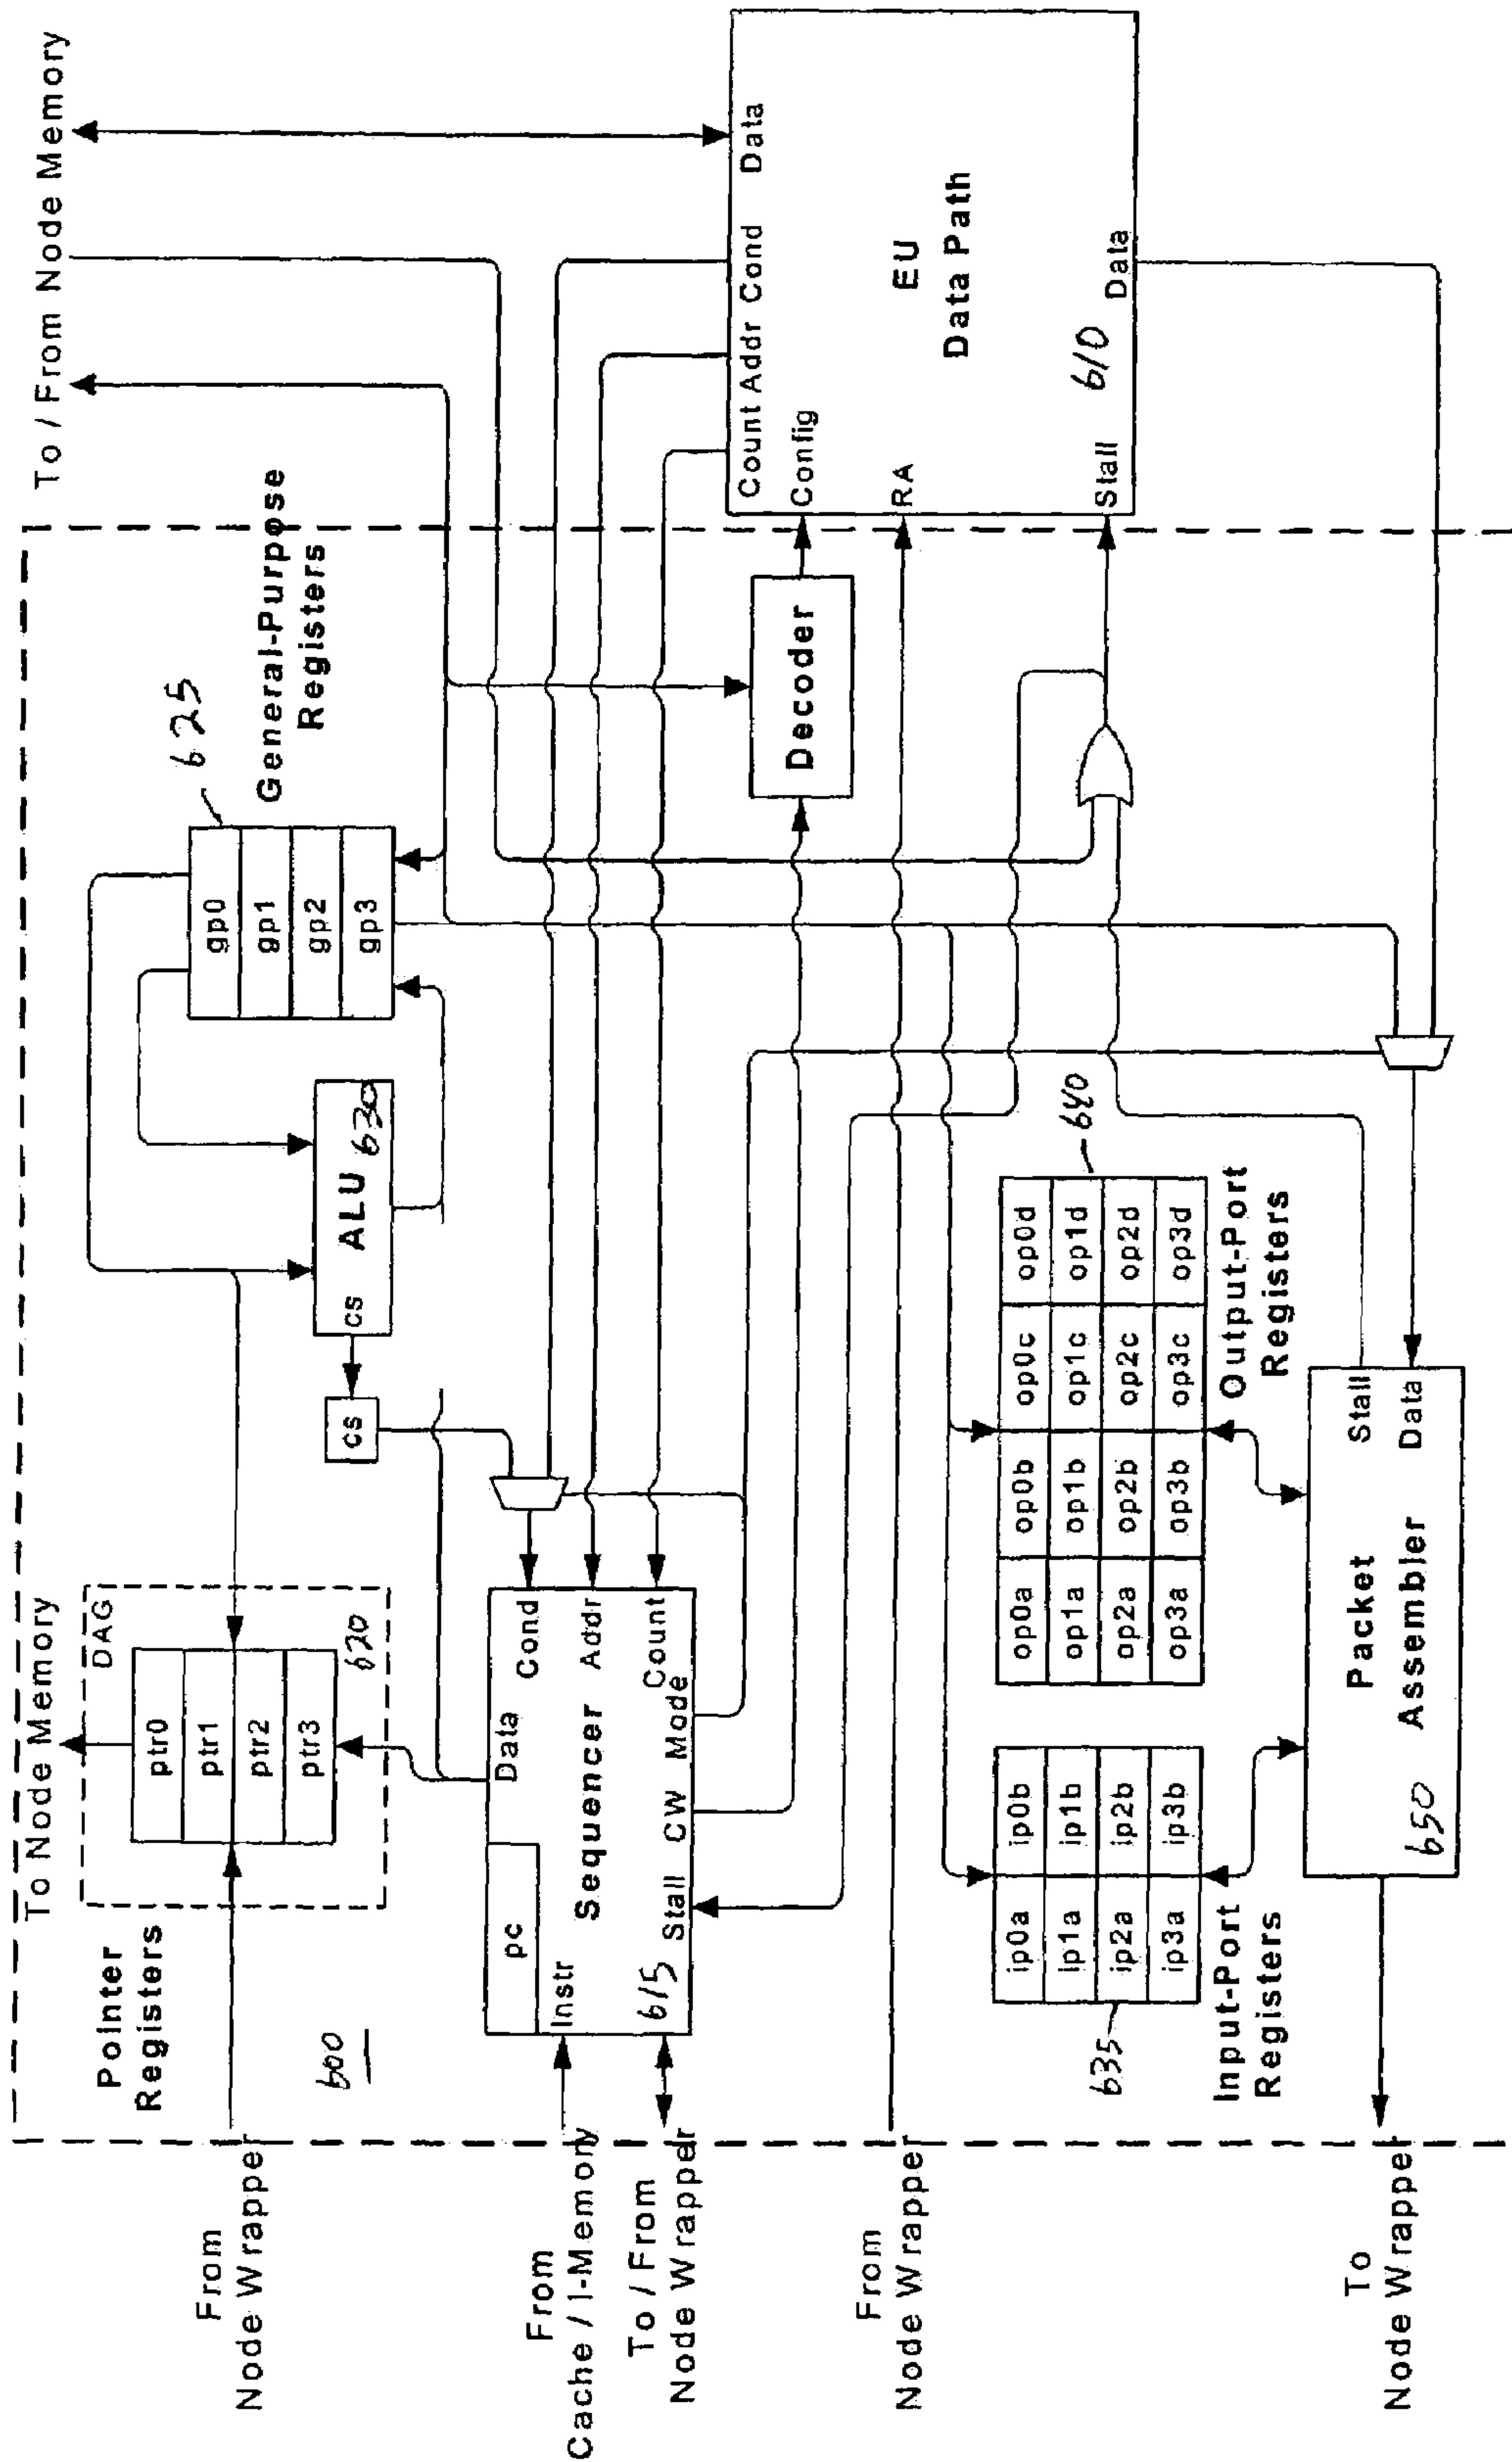 To Node Memory
To / From Node Memory
Pointer
Registers
DAG
ptr0
ptr1
ptr2
ptr3
620
From
Node Wrapper
600
cs
cs
ALU
630
gp0
gp1
gp2
gp3
625
General-Purpose
Registers
From
Cache / I-Memory
To / From
Node Wrapper
pc
Instr
Data
Sequencer
615
Cond
Addr
Count
Stall
CW
Mode
Decoder
Count
Addr
Cond
Data
Config
RA
Stall
EU
Data Path
610
Data
From
Node Wrapper
635
ip0a
ip0b
ip1a
ip1b
ip2a
ip2b
ip3a
ip3b
Input-Port
Registers
op0a
op0b
op0c
op0d
op1a
op1b
op1c
op1d
op2a
op2b
op2c
op2d
op3a
op3b
op3c
op3d
640
Output-Port
Registers
To
Node Wrapper
650
Packet
Assembler
Stall
Data